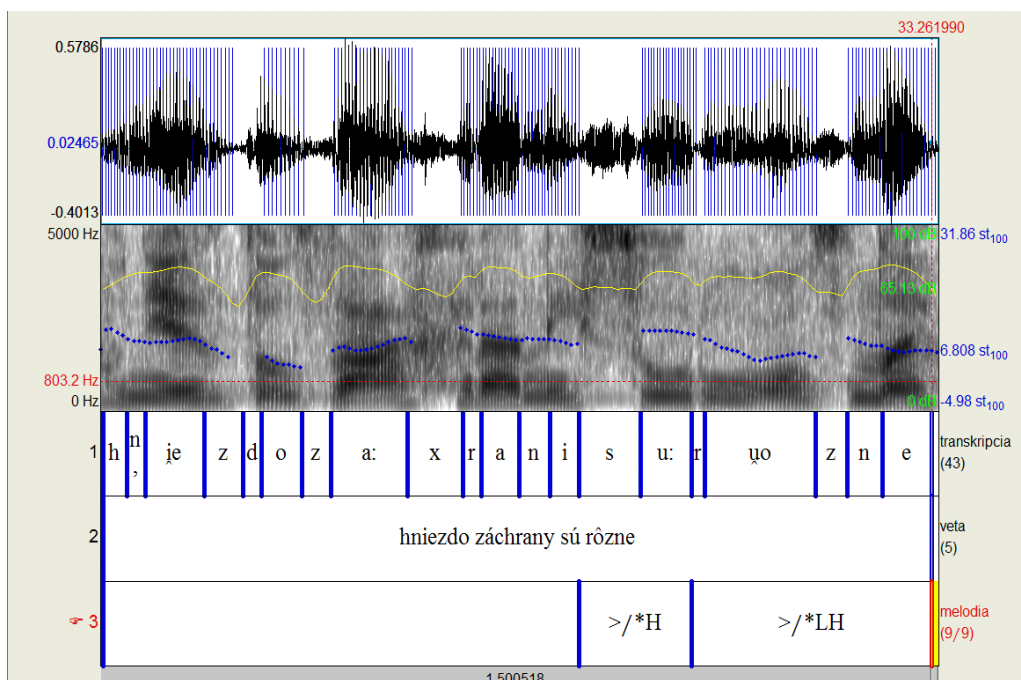 33.261990
0.5786
0.02465
-0.4013
5000 Hz 100 dB 31.86 st100
65.13 dB
6.808 st100
803.2 Hz
0 Hz 0 dB -4.98 st100
1 h n̦ i̯e z d o z a: x r a n i s u: r u̯o z n e transkripcia
(43)
2 hniezdo záchrany sú rôzne veta
(5)
3 >/*H >/*LH melodia
(9/9)
1.500518